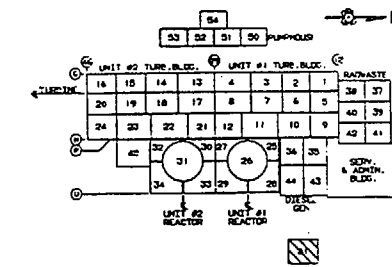 54
53 52 51 50 PUMPHOUSE
UNIT #2 TURB.BLDG. UNIT #1 TURB.BLDG.
16 15 14 13 4 3 2 1 RADWASTE
38 37
TURBINE
20 19 18 17 8 7 6 5
40 39
24 23 22 21 12 11 10 9
42 41
32 31 30 27 26 25 36 35
SERV.
& ADMIN.
BLDG.
34 33 29 28 44 43
UNIT #2 UNIT #1 DIESEL
REACTOR REACTOR GEN